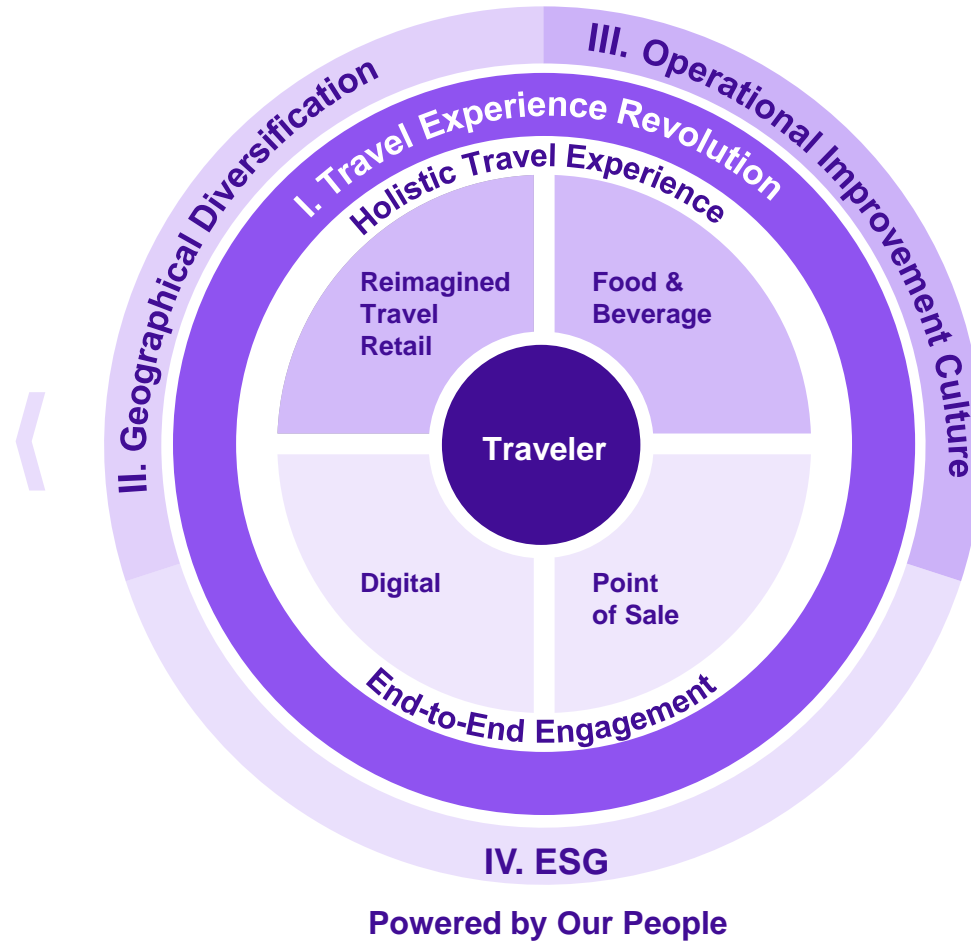 II. Geographical Diversification
III. Operational Improvement Culture
I. Travel Experience Revolution
Holistic Travel Experience
Reimagined
Travel
Retail
Food &
Beverage
Traveler
Digital
Point
of Sale
End-to-End Engagement
IV. ESG
Powered by Our People